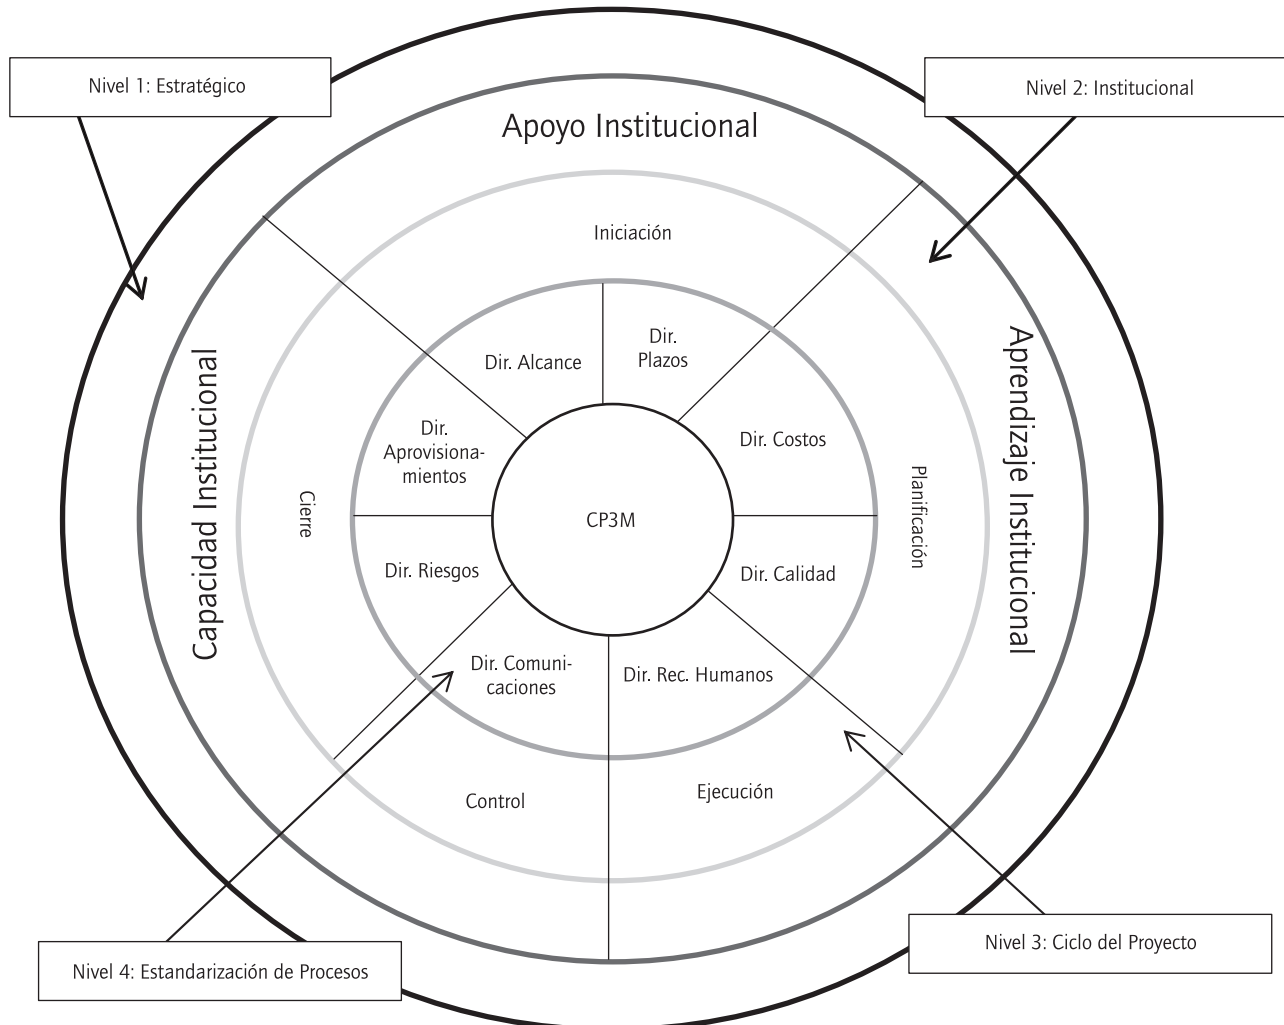 Nivel 1: Estratégico
Nivel 2: Institucional
Apoyo Institucional
Iniciación
Dir.
Plazos
Dir. Alcance
Dir.
Aprovisiona-
mientos
Dir. Costos
Capacidad Institucional
Cierre
CP3M
Planificación
Aprendizaje Institucional
Dir. Riesgos
Dir. Calidad
Dir. Comuni-
caciones
Dir. Rec. Humanos
Control
Ejecución
Nivel 4: Estandarización de Procesos
Nivel 3: Ciclo del Proyecto